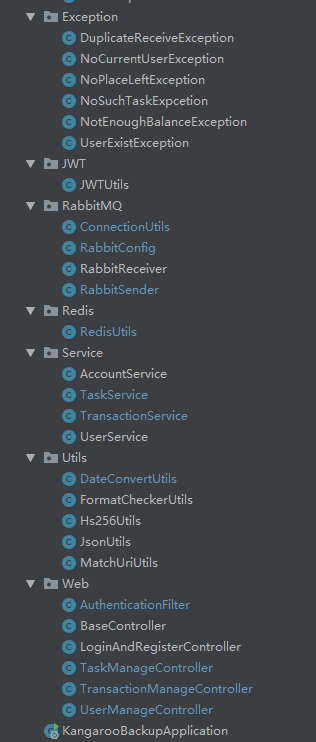 Exception
DuplicateReceiveException
NoCurrentUserException
NoPlaceLeftException
NoSuchTaskExpcetion
NotEnoughBalanceException
UserExistException
JWT
JWTUtils
RabbitMQ
ConnectionUtils
RabbitConfig
RabbitReceiver
RabbitSender
Redis
RedisUtils
Service
AccountService
TaskService
TransactionService
UserService
Utils
DateConvertUtils
FormatCheckerUtils
Hs256Utils
JsonUtils
MatchUriUtils
Web
AuthenticationFilter
BaseController
LoginAndRegisterController
TaskManageController
TransactionManageController
UserManageController
KangarooBackupApplication